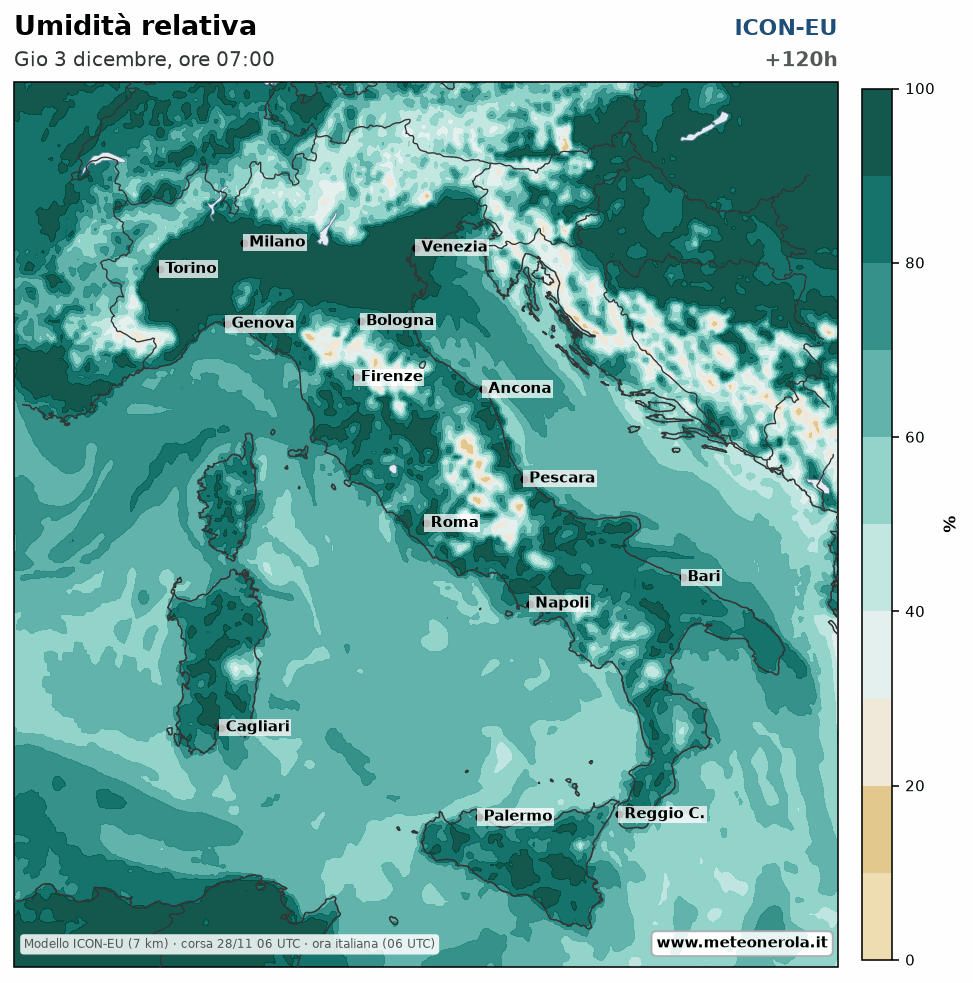 Umidità relativa
ICON-EU
Gio 3 dicembre, ore 07:00
+120h
100
80
60
40
20
0
%
Milano
Venezia
Torino
Genova
Bologna
Firenze
Ancona
Pescara
Roma
Bari
Napoli
Cagliari
Palermo
Reggio C.
Modello ICON-EU (7 km) · corsa 28/11 06 UTC · ora italiana (06 UTC)
www.meteonerola.it